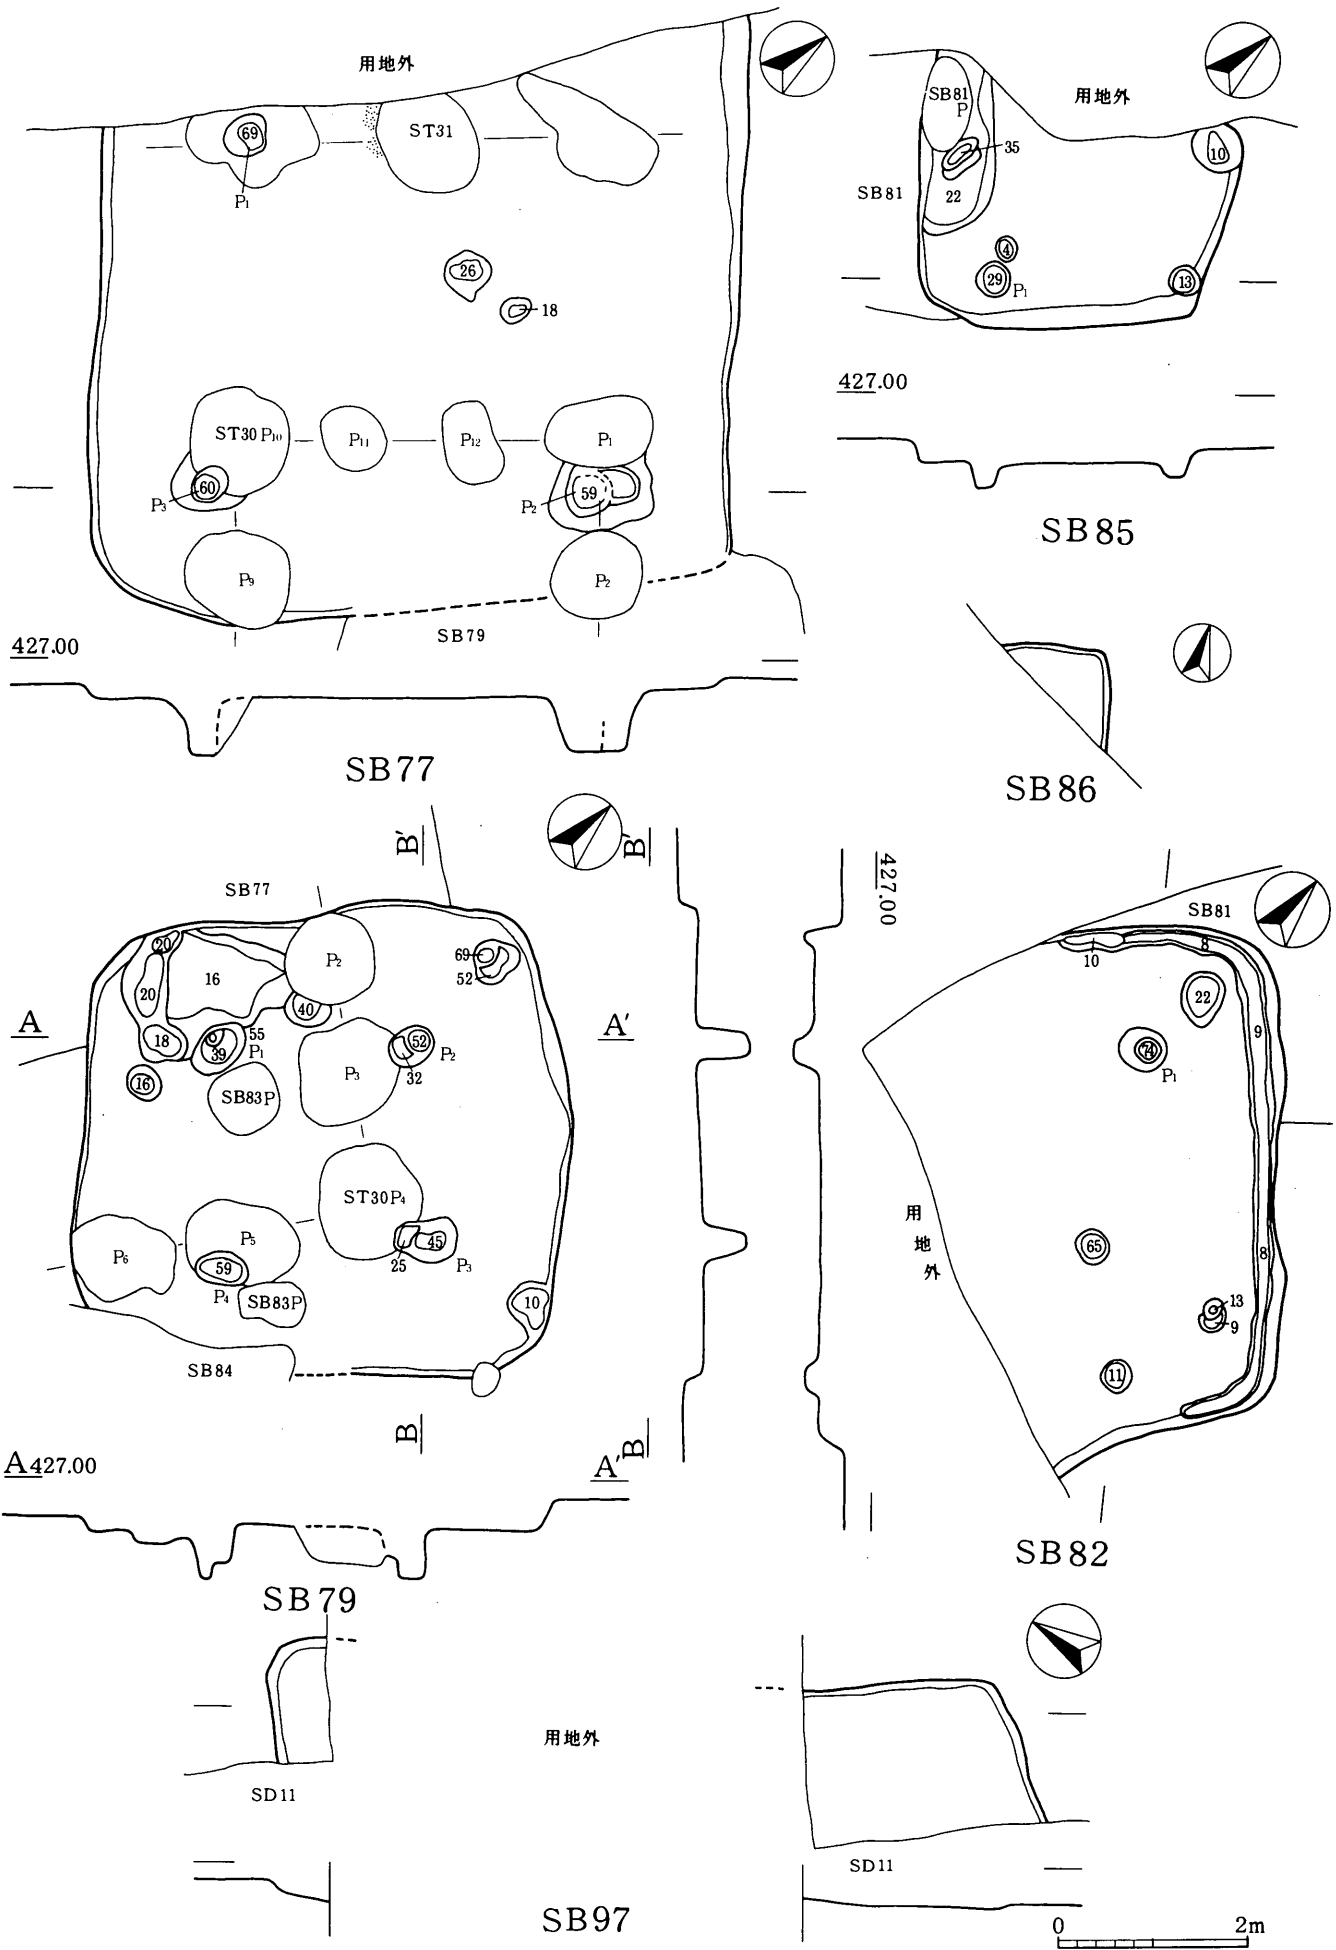 用地外
69
P1
ST31
26
18
ST30 P10
P11
P12
P1
P3
60
P2
59
P9
P2
SB79
427.00
SB77
SB81
P
用地外
35
10
SB81
22
4
29
P1
13
427.00
SB85
SB86
B′
B′
SB77
20
16
P2
69
52
20
40
A
A′
18
55
39
P1
52
P2
32
16
P3
SB83P
ST30P4
P6
P5
45
25
P3
59
P4
SB83P
10
SB84
B
B
A427.00
A′
SB79
427.00
SB81
8
10
22
9
74
P1
用地外
65
8
13
9
11
SB82
用地外
SD11
SD11
SB97
0 2m